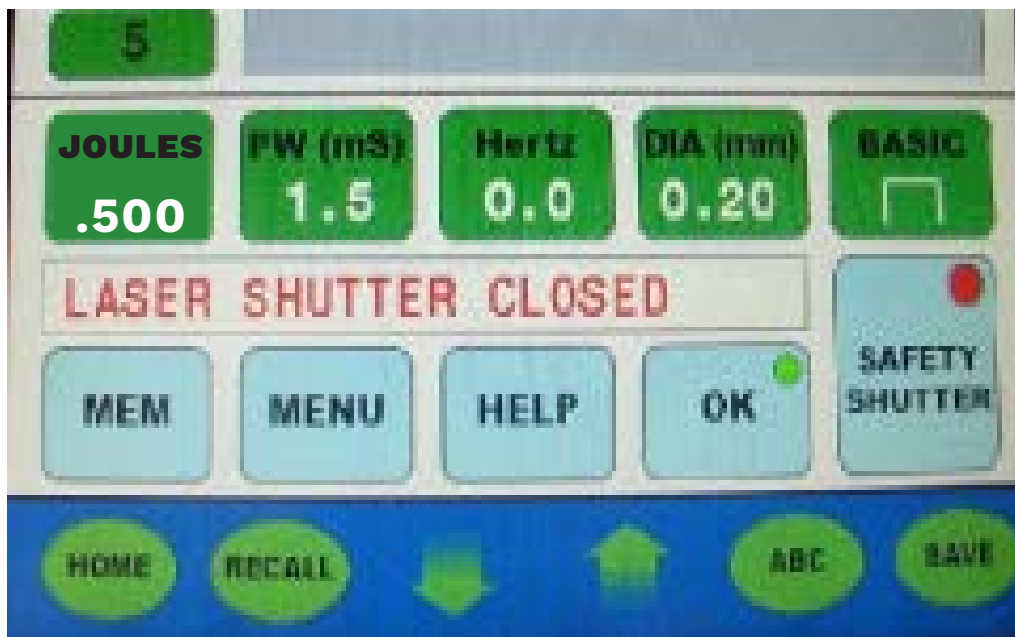 5
JOULES PW (mS) Hertz DIA (mm) BASIC
.500 1.5 0.0 0.20
LASER SHUTTER CLOSED
MEM MENU HELP OK SAFETY SHUTTER
HOME RECALL ABC SAVE